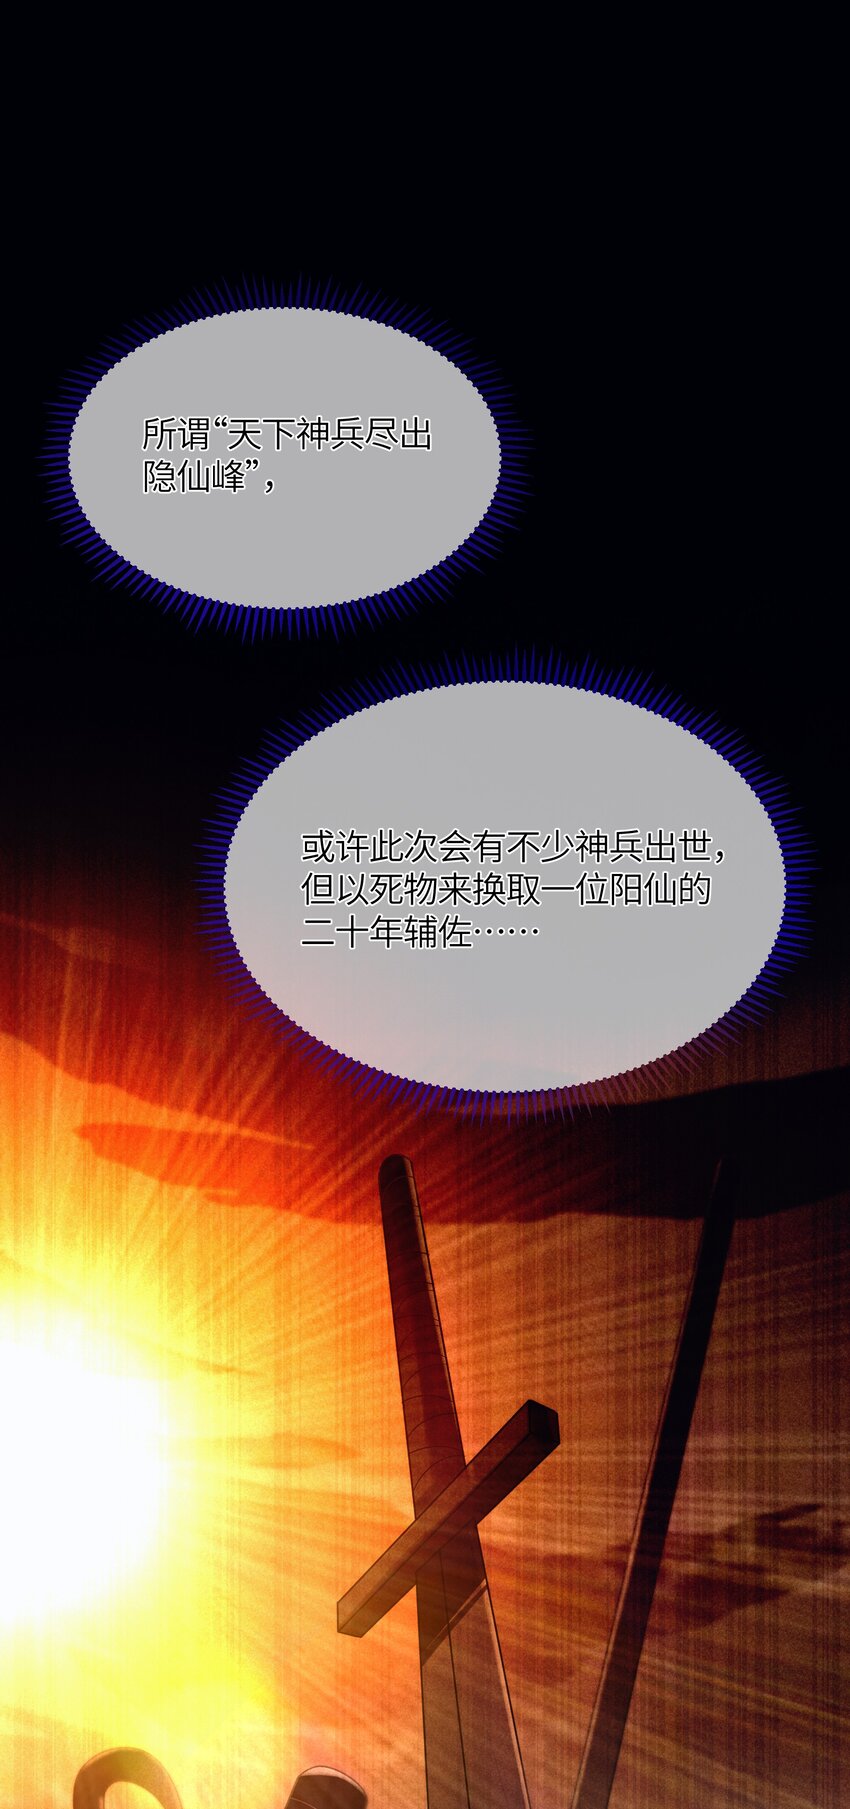 所谓“天下神兵尽出
隐仙峰”，
或许此次会有不少神兵出世，
但以死物来换取一位阳仙的
二十年辅佐……